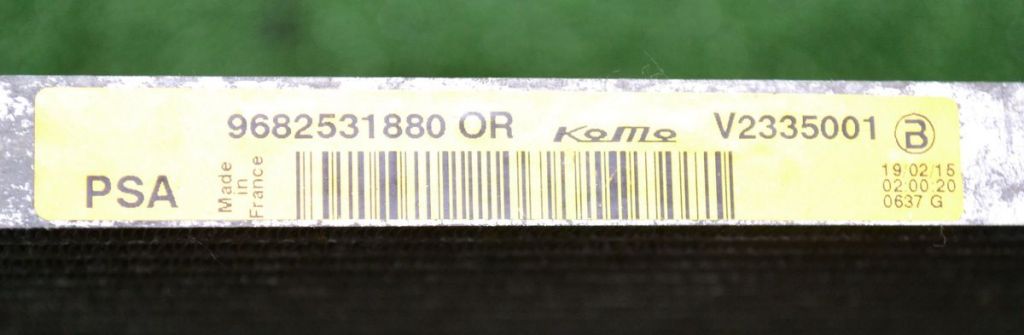 9682531880 OR KoMo V2335001 B
PSA
Made
in
France
19/02/15
02:00:20
0637 G